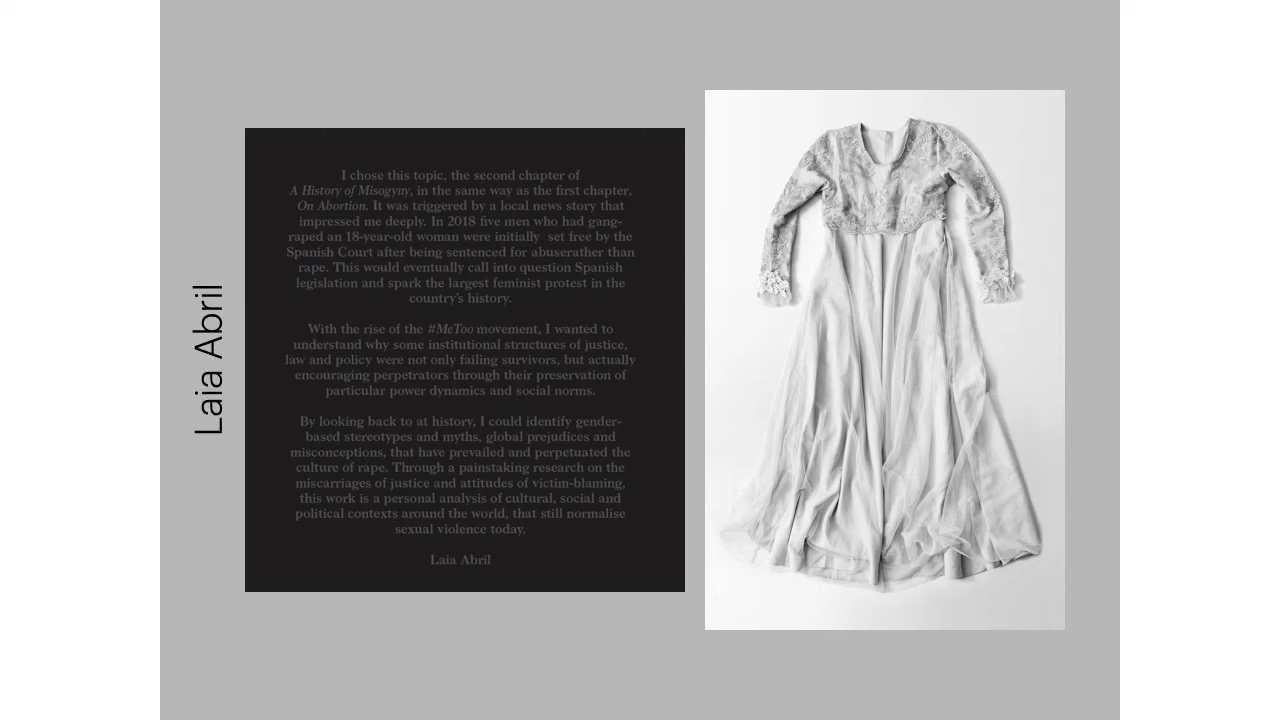 Laia Abril
I chose this topic, the second chapter of
A History of Misogyny, in the same way as the first chapter,
On Abortion. It was triggered by a local news story that
impressed me deeply. In 2018 five men who had gang-
raped an 18-year-old woman were initially  set free by the
Spanish Court after being sentenced for abuserather than
rape. This would eventually call into question Spanish
legislation and spark the largest feminist protest in the
country's history.
With the rise of the #MeToo movement, I wanted to
understand why some institutional structures of justice,
law and policy were not only failing survivors, but actually
encouraging perpetrators through their preservation of
particular power dynamics and social norms.
By looking back to at history, I could identify gender-
based stereotypes and myths, global prejudices and
misconceptions, that have prevailed and perpetuated the
culture of rape. Through a painstaking research on the
miscarriages of justice and attitudes of victim-blaming,
this work is a personal analysis of cultural, social and
political contexts around the world, that still normalise
sexual violence today.
Laia Abril